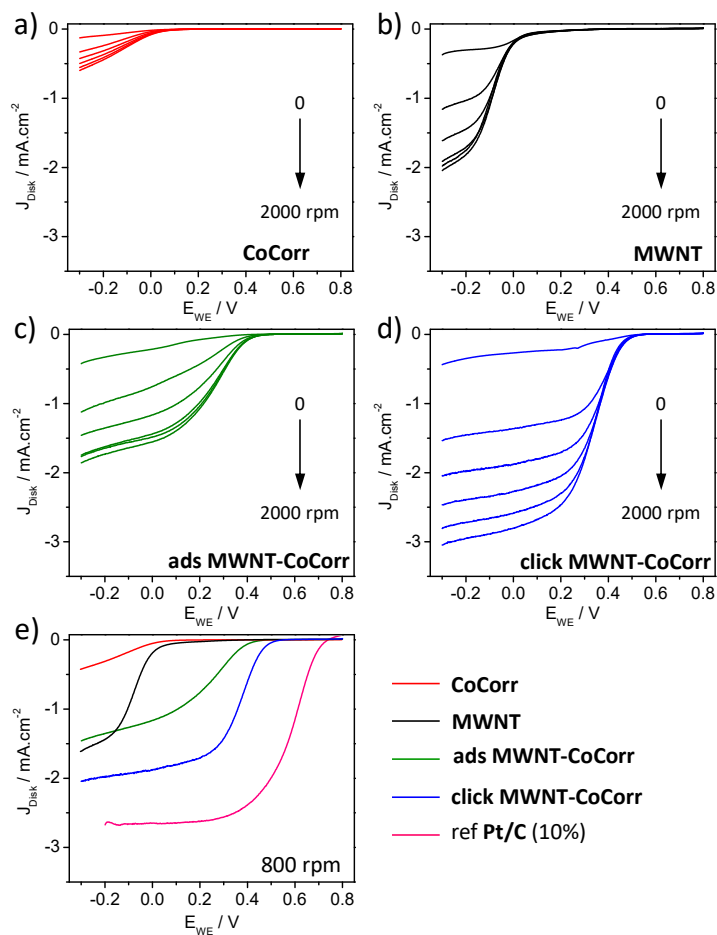 a)
0
-1
-2
-3
J_Disk / mA.cm^-2
0
2000 rpm
CoCorr
-0.2 0.0 0.2 0.4 0.6 0.8
E_WE / V
b)
0
-1
-2
-3
J_Disk / mA.cm^-2
0
2000 rpm
MWNT
-0.2 0.0 0.2 0.4 0.6 0.8
E_WE / V
c)
0
-1
-2
-3
J_Disk / mA.cm^-2
0
2000 rpm
ads MWNT-CoCorr
-0.2 0.0 0.2 0.4 0.6 0.8
E_WE / V
d)
0
-1
-2
-3
J_Disk / mA.cm^-2
0
2000 rpm
click MWNT-CoCorr
-0.2 0.0 0.2 0.4 0.6 0.8
E_WE / V
e)
0
-1
-2
-3
J_Disk / mA.cm^-2
800 rpm
-0.2 0.0 0.2 0.4 0.6 0.8
E_WE / V
CoCorr
MWNT
ads MWNT-CoCorr
click MWNT-CoCorr
ref Pt/C (10%)